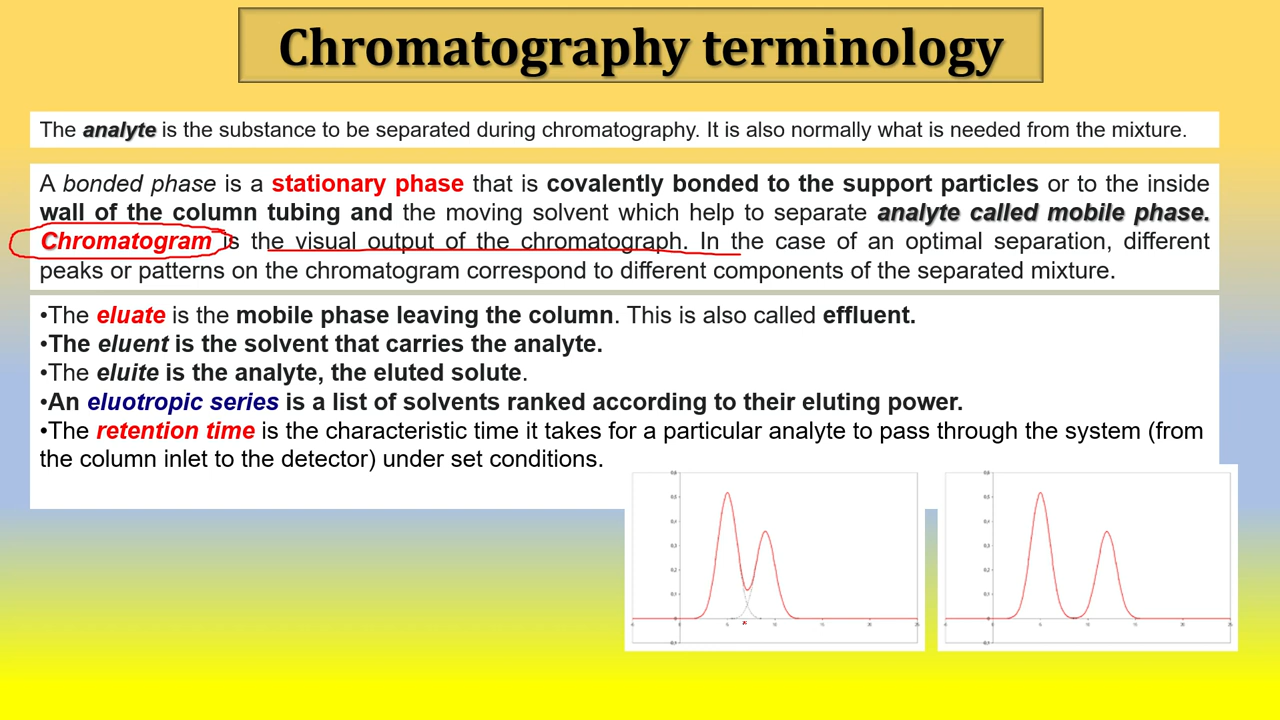 Chromatography terminology
The analyte is the substance to be separated during chromatography. It is also normally what is needed from the mixture.
A bonded phase is a stationary phase that is covalently bonded to the support particles or to the inside
wall of the column tubing and the moving solvent which help to separate analyte called mobile phase.
Chromatogram is the visual output of the chromatograph. In the case of an optimal separation, different
peaks or patterns on the chromatogram correspond to different components of the separated mixture.
•The eluate is the mobile phase leaving the column. This is also called effluent.
•The eluent is the solvent that carries the analyte.
•The eluite is the analyte, the eluted solute.
•An eluotropic series is a list of solvents ranked according to their eluting power.
•The retention time is the characteristic time it takes for a particular analyte to pass through the system (from
the column inlet to the detector) under set conditions.